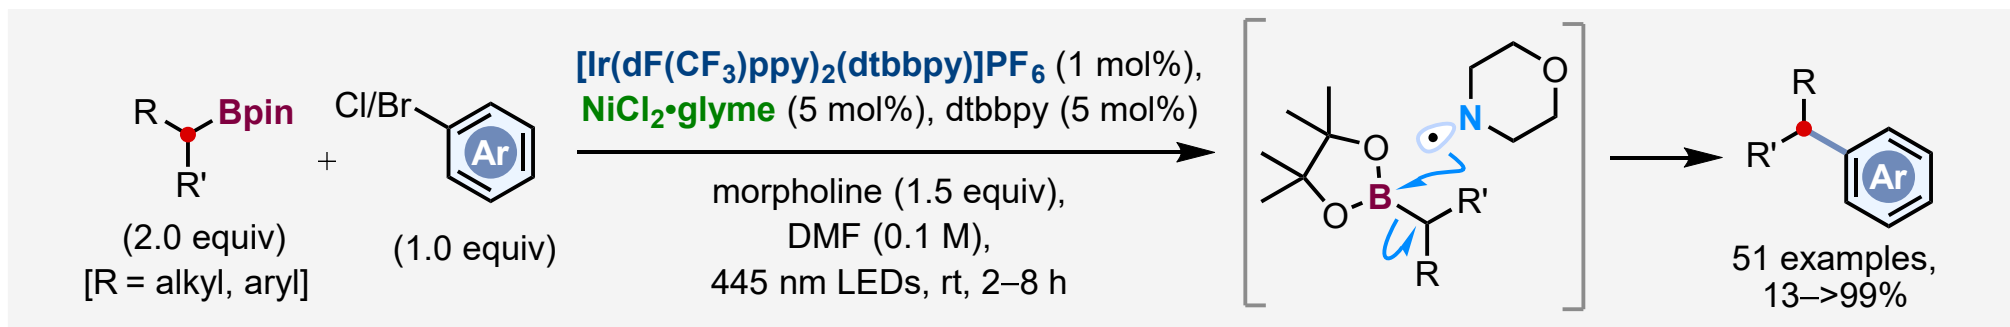 R
Bpin
R'
(2.0 equiv)
[R = alkyl, aryl]
+
Cl/Br
Ar
(1.0 equiv)
[Ir(dF(CF3)ppy)2(dtbbpy)]PF6 (1 mol%),
NiCl2•glyme (5 mol%), dtbbpy (5 mol%)
morpholine (1.5 equiv),
DMF (0.1 M),
445 nm LEDs, rt, 2–8 h
O
N
O
B
O
R'
R
R
R'
Ar
51 examples,
13–>99%